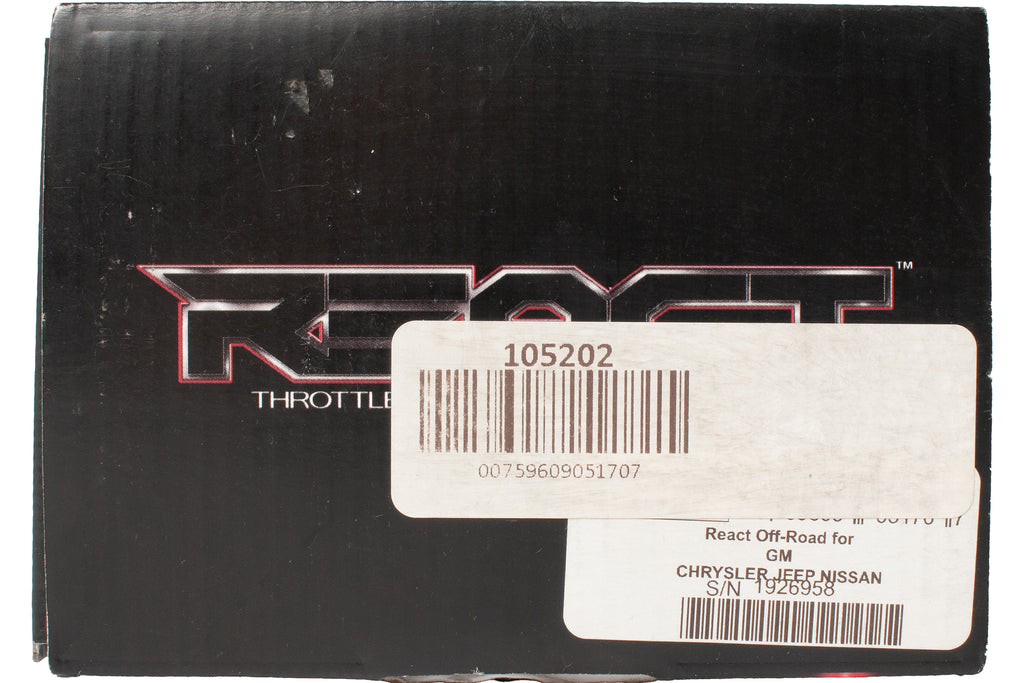 REACT™
THROTTLE
105202
00759609051707
React Off-Road for
GM
CHRYSLER JEEP NISSAN
S/N 1926958